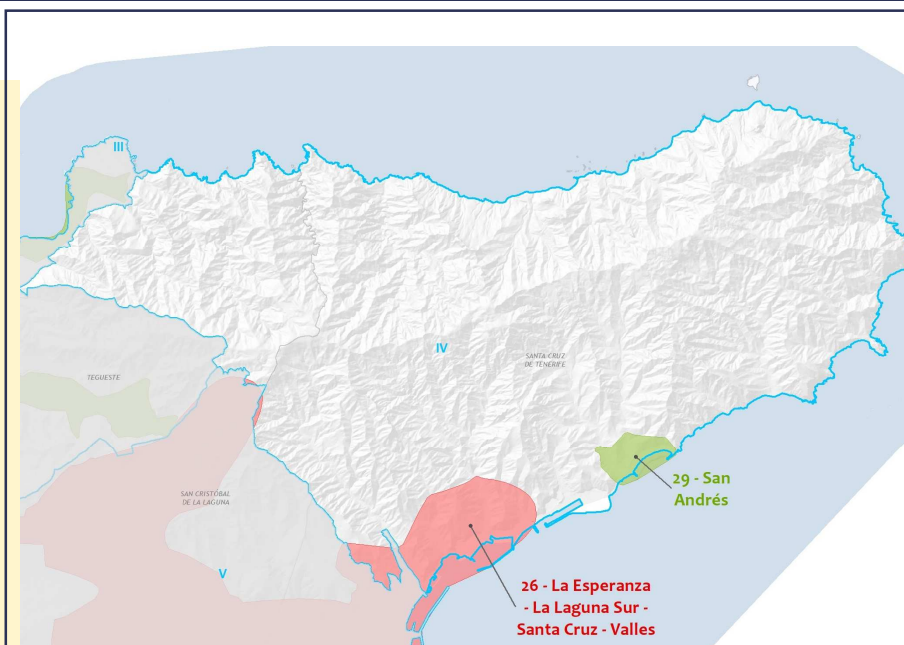 III
IV
SANTA CRUZ
DE TENERIFE
TEGUESTE
29 - San
Andrés
SAN CRISTÓBAL
DE LA LAGUNA
V
26 - La Esperanza
- La Laguna Sur -
Santa Cruz - Valles